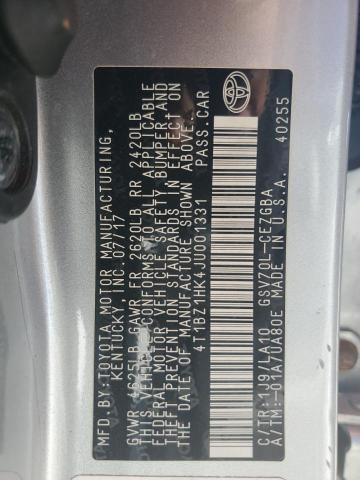 MFD.BY:TOYOTA MOTOR MANUFACTURING,
KENTUCKY, INC. 07/17
GVWR 4625LB GAWR FR 2620LB RR 2420LB
THIS VEHICLE CONFORMS TO ALL APPLICABLE
FEDERAL MOTOR VEHICLE SAFETY, BUMPER, AND
THEFT PREVENTION STANDARDS IN EFFECT ON
THE DATE OF MANUFACTURE SHOWN ABOVE.
4T1BZ1HK4JU001331 PASS.CAR
C/TR:1J9/LA10 GSV70L-CEZGBA
A/TM:-01A/A80E MADE IN U.S.A. 40255